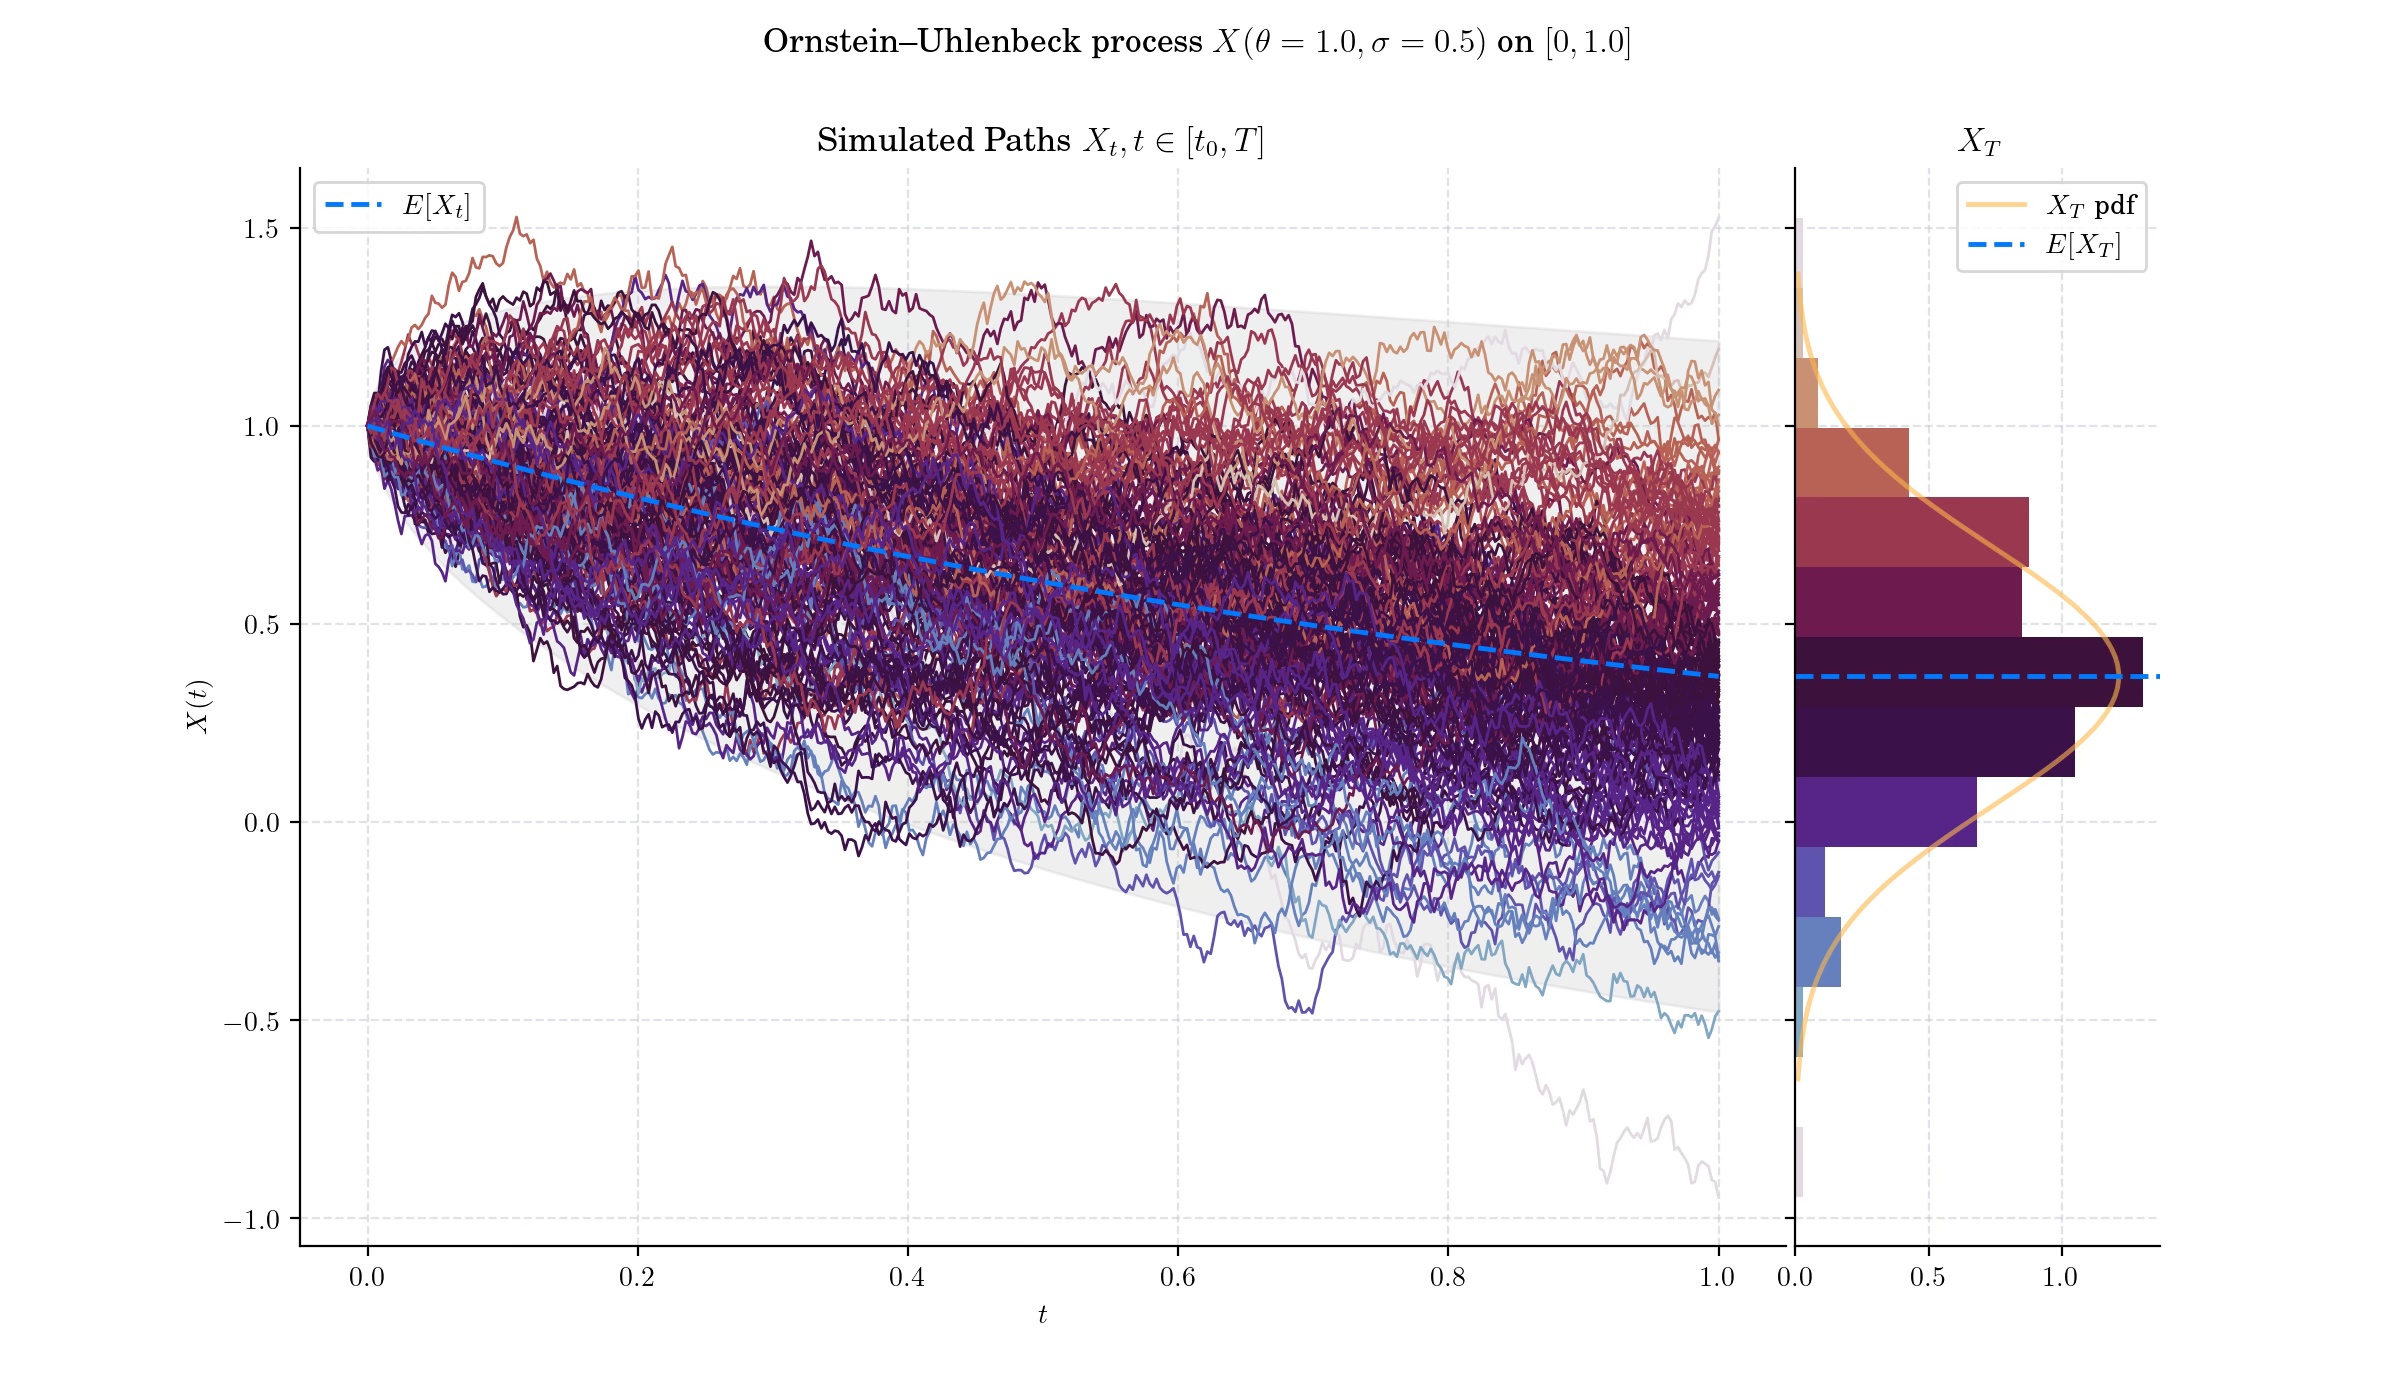 Ornstein–Uhlenbeck process X(θ = 1.0, σ = 0.5) on [0, 1.0]
Simulated Paths X_t, t ∈ [t_0, T]
X_T
E[X_t]
X_T pdf
E[X_T]
1.5
1.0
0.5
0.0
−0.5
−1.0
X(t)
0.0 0.2 0.4 0.6 0.8 1.0
t
0.0 0.5 1.0